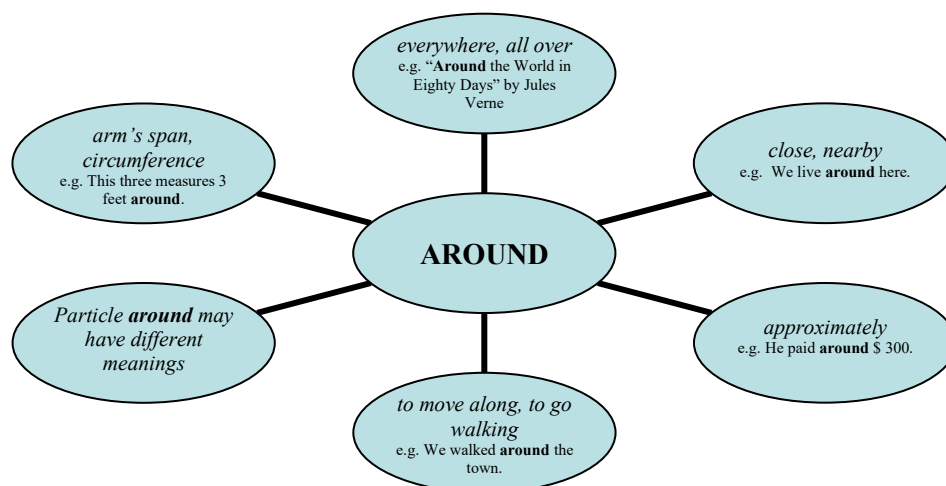 everywhere, all over
e.g. “Around the World in
Eighty Days” by Jules
Verne
arm’s span,
circumference
e.g. This three measures 3
feet around.
close, nearby
e.g. We live around here.
AROUND
Particle around may
have different
meanings
approximately
e.g. He paid around $ 300.
to move along, to go
walking
e.g. We walked around the
town.